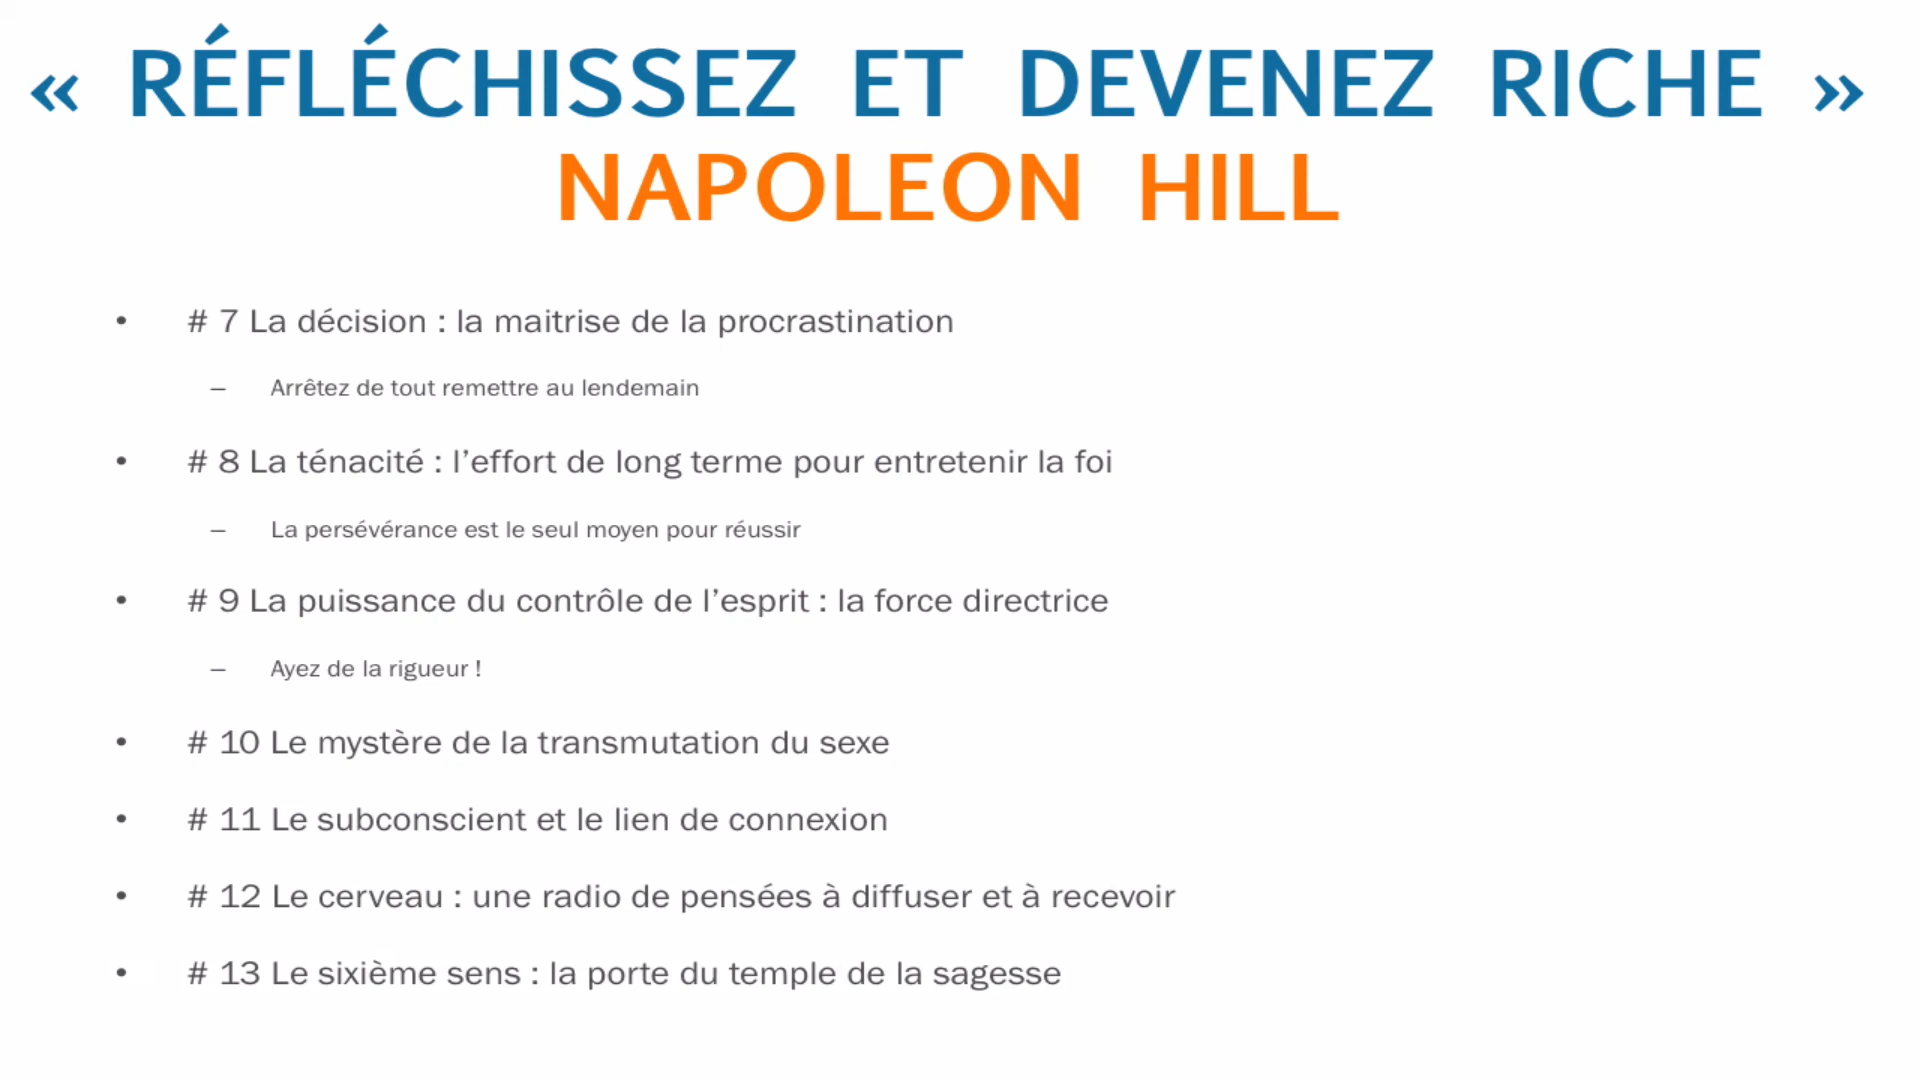 « RÉFLÉCHISSEZ ET DEVENEZ RICHE »
NAPOLEON HILL
• # 7 La décision : la maitrise de la procrastination
– Arrêtez de tout remettre au lendemain
• # 8 La ténacité : l’effort de long terme pour entretenir la foi
– La persévérance est le seul moyen pour réussir
• # 9 La puissance du contrôle de l’esprit : la force directrice
– Ayez de la rigueur !
• # 10 Le mystère de la transmutation du sexe
• # 11 Le subconscient et le lien de connexion
• # 12 Le cerveau : une radio de pensées à diffuser et à recevoir
• # 13 Le sixième sens : la porte du temple de la sagesse